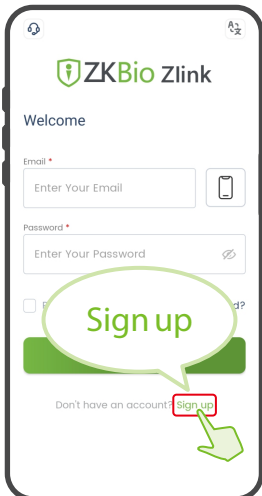 ZKBio Zlink
Welcome
Email *
Enter Your Email
Password *
Enter Your Password
Sign up
Don't have an account? Sign up